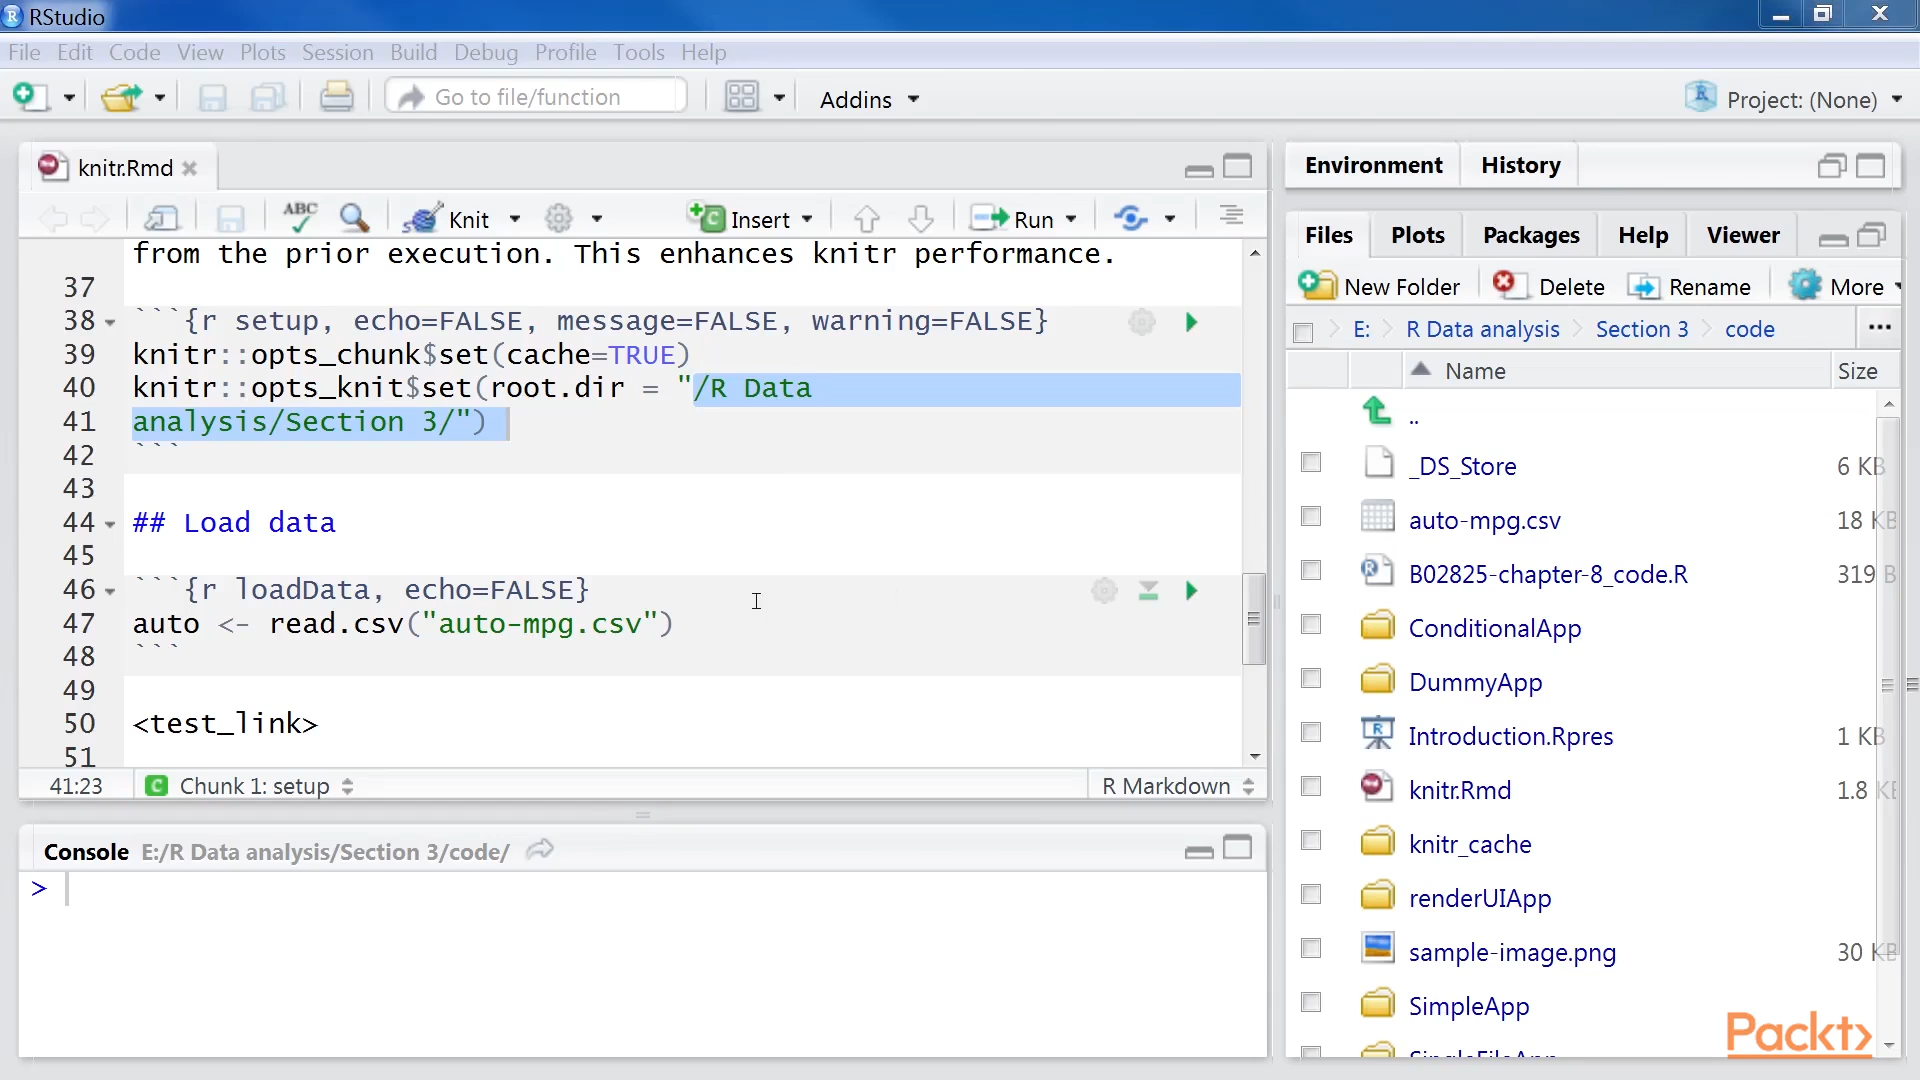 RStudio
File Edit Code View Plots Session Build Debug Profile Tools Help
Go to file/function
Addins
Project: (None)
knitr.Rmd
ABC
Knit
Insert
Run
from the prior execution. This enhances knitr performance.
37
38 ```{r setup, echo=FALSE, message=FALSE, warning=FALSE}
39 knitr::opts_chunk$set(cache=TRUE)
40 knitr::opts_knit$set(root.dir = "/R Data
41 analysis/Section 3/")
42 ```
43
44 ## Load data
45
46 ```{r loadData, echo=FALSE}
47 auto <- read.csv("auto-mpg.csv")
48 ```
49
50 <test_link>
51
41:23 Chunk 1: setup R Markdown
Console E:/R Data analysis/Section 3/code/
>
Environment History
Files Plots Packages Help Viewer
New Folder Delete Rename More
E: R Data analysis Section 3 code ...
Name Size
..
_DS_Store 6 KB
auto-mpg.csv 18 KB
B02825-chapter-8_code.R 319 B
ConditionalApp
DummyApp
Introduction.Rpres 1 KB
knitr.Rmd 1.8 KB
knitr_cache
renderUIApp
sample-image.png 30 KB
SimpleApp
Packt>